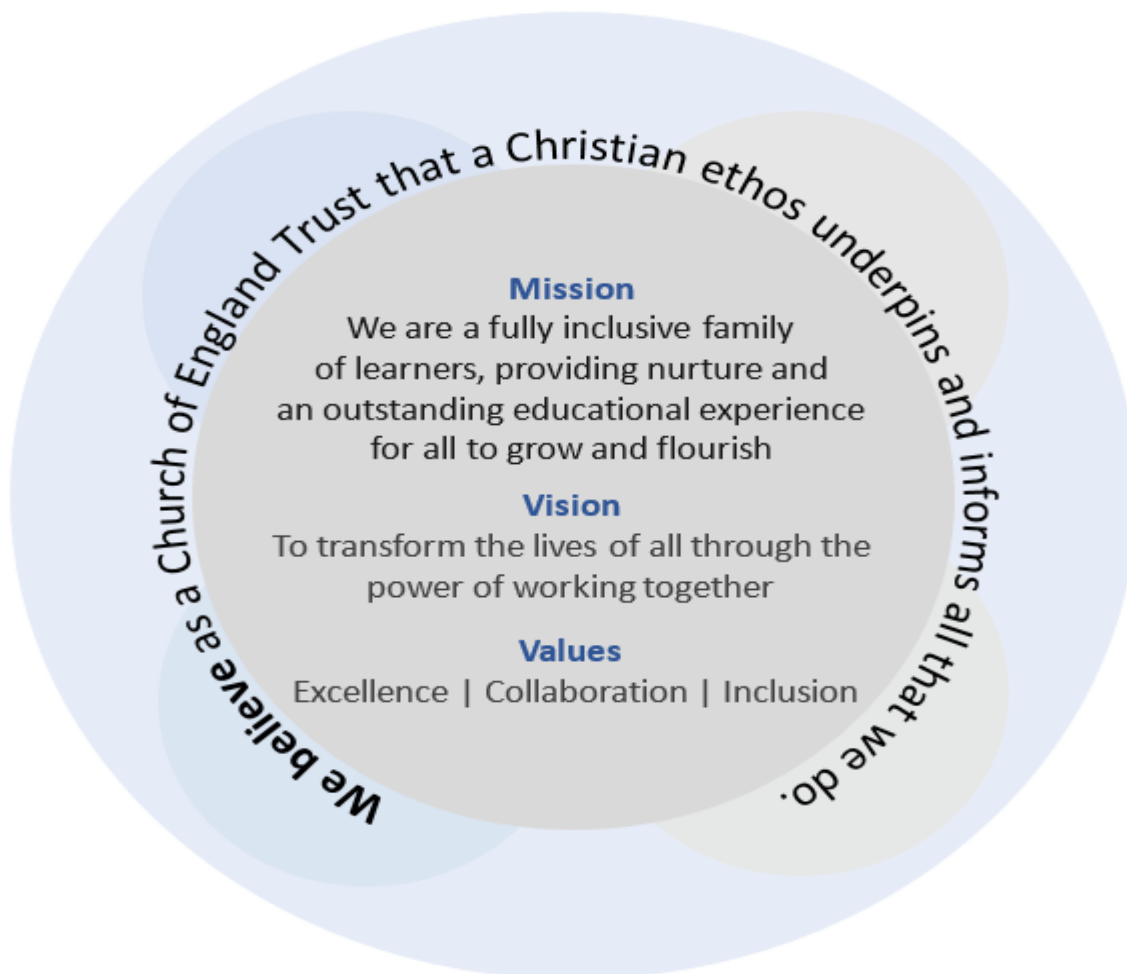 We believe as a Church of England Trust that a Christian ethos underpins and informs all that we do.
Mission
We are a fully inclusive family
of learners, providing nurture and
an outstanding educational experience
for all to grow and flourish
Vision
To transform the lives of all through the
power of working together
Values
Excellence | Collaboration | Inclusion